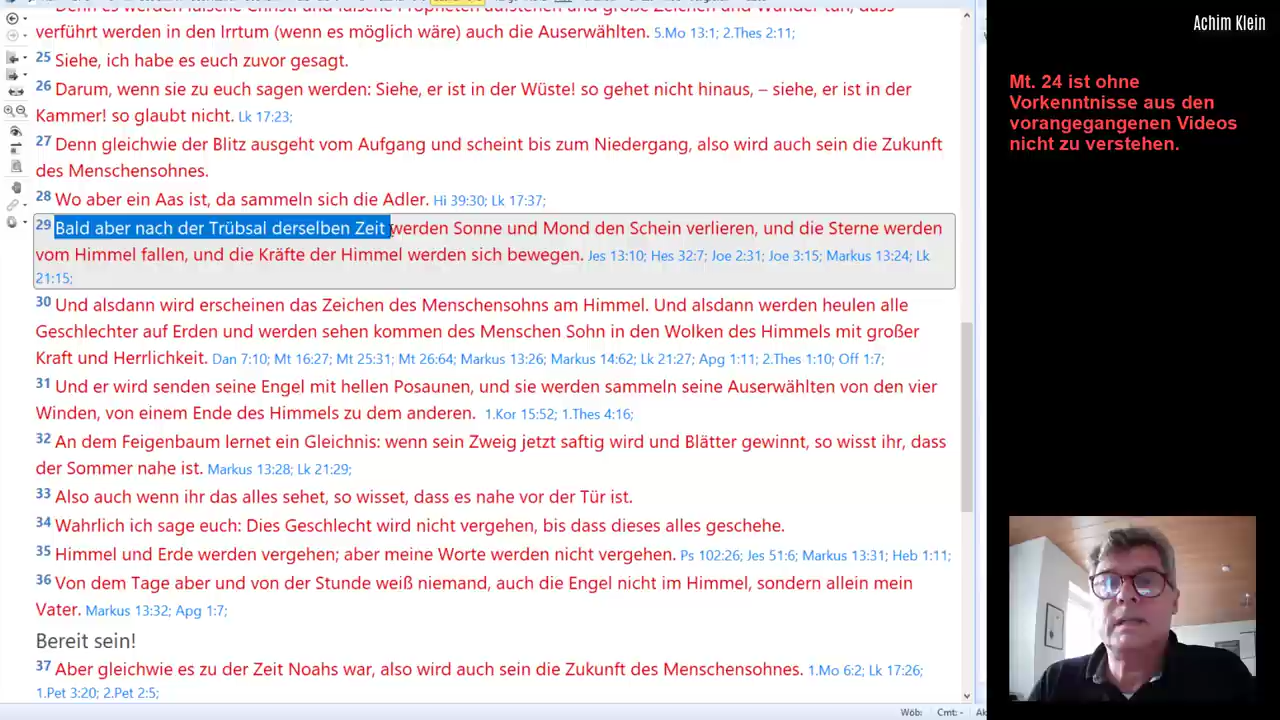 Denn es werden falsche Christi und falsche Propheten aufstehen und große Zeichen und Wunder tun, dass
verführt werden in den Irrtum (wenn es möglich wäre) auch die Auserwählten. 5.Mo 13:1; 2.Thes 2:11;
25 Siehe, ich habe es euch zuvor gesagt.
26 Darum, wenn sie zu euch sagen werden: Siehe, er ist in der Wüste! so gehet nicht hinaus, – siehe, er ist in der
Kammer! so glaubt nicht. Lk 17:23;
27 Denn gleichwie der Blitz ausgeht vom Aufgang und scheint bis zum Niedergang, also wird auch sein die Zukunft
des Menschensohnes.
28 Wo aber ein Aas ist, da sammeln sich die Adler. Hi 39:30; Lk 17:37;
29 Bald aber nach der Trübsal derselben Zeit werden Sonne und Mond den Schein verlieren, und die Sterne werden
vom Himmel fallen, und die Kräfte der Himmel werden sich bewegen. Jes 13:10; Hes 32:7; Joe 2:31; Joe 3:15; Markus 13:24; Lk
21:15;
30 Und alsdann wird erscheinen das Zeichen des Menschensohns am Himmel. Und alsdann werden heulen alle
Geschlechter auf Erden und werden sehen kommen des Menschen Sohn in den Wolken des Himmels mit großer
Kraft und Herrlichkeit. Dan 7:10; Mt 16:27; Mt 25:31; Mt 26:64; Markus 13:26; Markus 14:62; Lk 21:27; Apg 1:11; 2.Thes 1:10; Off 1:7;
31 Und er wird senden seine Engel mit hellen Posaunen, und sie werden sammeln seine Auserwählten von den vier
Winden, von einem Ende des Himmels zu dem anderen. 1.Kor 15:52; 1.Thes 4:16;
32 An dem Feigenbaum lernet ein Gleichnis: wenn sein Zweig jetzt saftig wird und Blätter gewinnt, so wisst ihr, dass
der Sommer nahe ist. Markus 13:28; Lk 21:29;
33 Also auch wenn ihr das alles sehet, so wisset, dass es nahe vor der Tür ist.
34 Wahrlich ich sage euch: Dies Geschlecht wird nicht vergehen, bis dass dieses alles geschehe.
35 Himmel und Erde werden vergehen; aber meine Worte werden nicht vergehen. Ps 102:26; Jes 51:6; Markus 13:31; Heb 1:11;
36 Von dem Tage aber und von der Stunde weiß niemand, auch die Engel nicht im Himmel, sondern allein mein
Vater. Markus 13:32; Apg 1:7;
Bereit sein!
37 Aber gleichwie es zu der Zeit Noahs war, also wird auch sein die Zukunft des Menschensohnes. 1.Mo 6:2; Lk 17:26;
1.Pet 3:20; 2.Pet 2:5;
Wöb: Cmt: -
Achim Klein
Mt. 24 ist ohne
Vorkenntnisse aus den
vorangegangenen Videos
nicht zu verstehen.